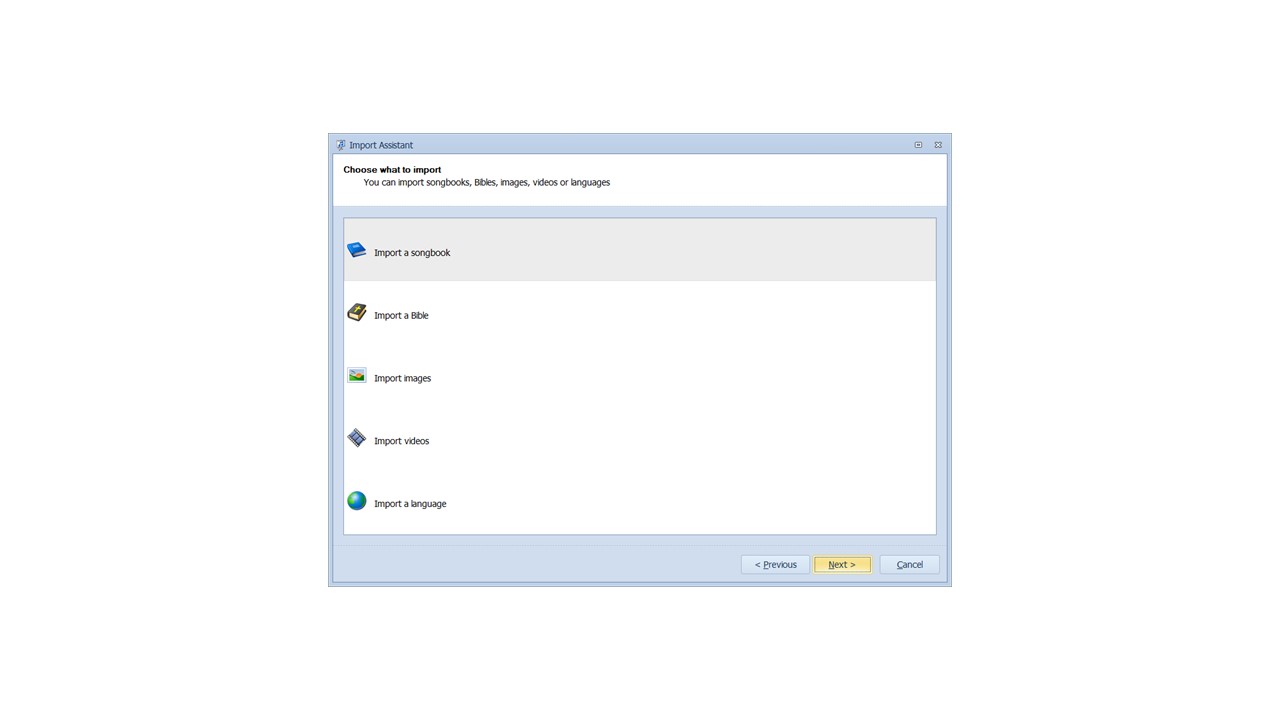 Import Assistant
Choose what to import
You can import songbooks, Bibles, images, videos or languages
Import a songbook
Import a Bible
Import images
Import videos
Import a language
< Previous Next > Cancel